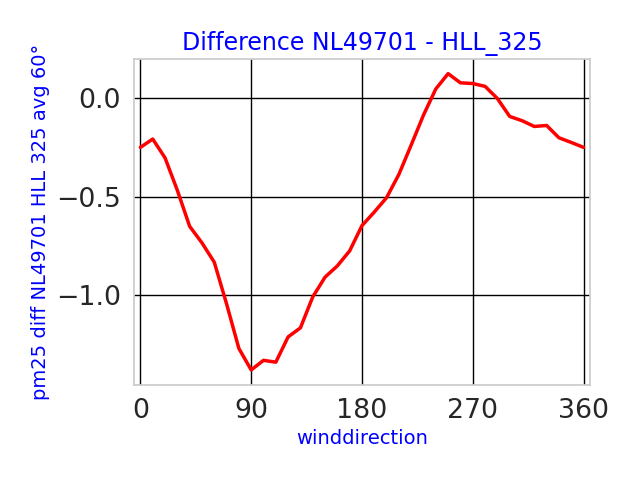 Difference NL49701 - HLL_325
pm25 diff NL49701 HLL 325 avg 60°
0.0
−0.5
−1.0
0 90 180 270 360
winddirection